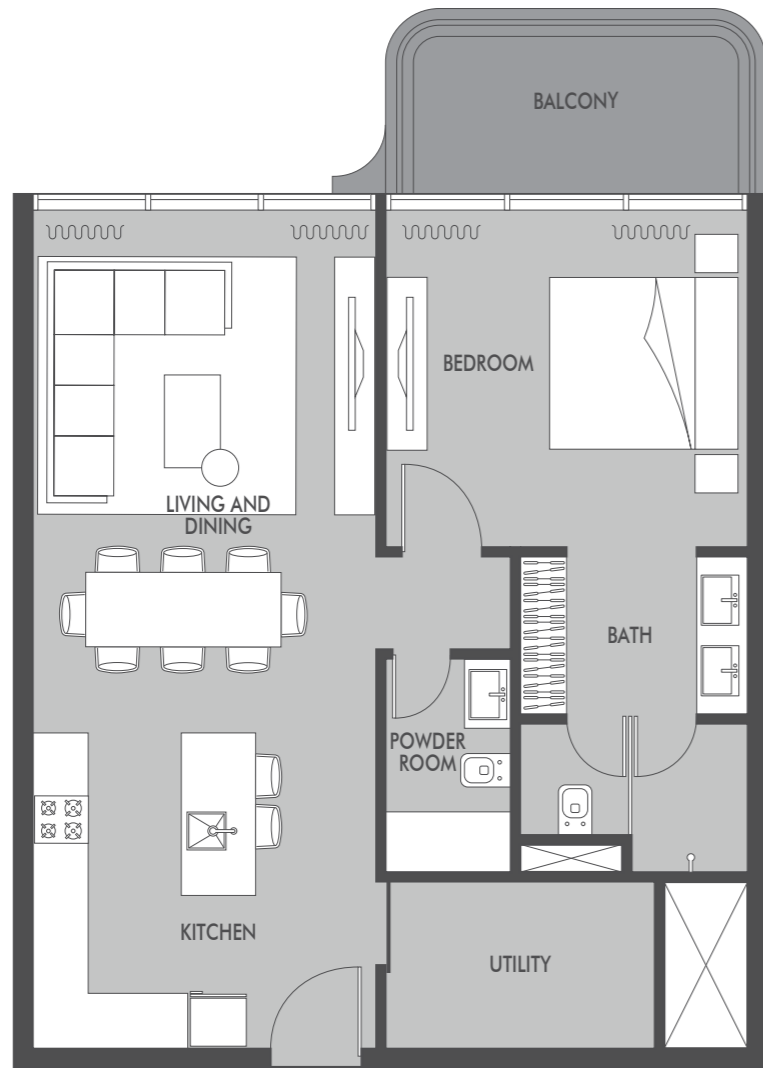 BALCONY
BEDROOM
LIVING AND
DINING
BATH
POWDER
ROOM
KITCHEN
UTILITY